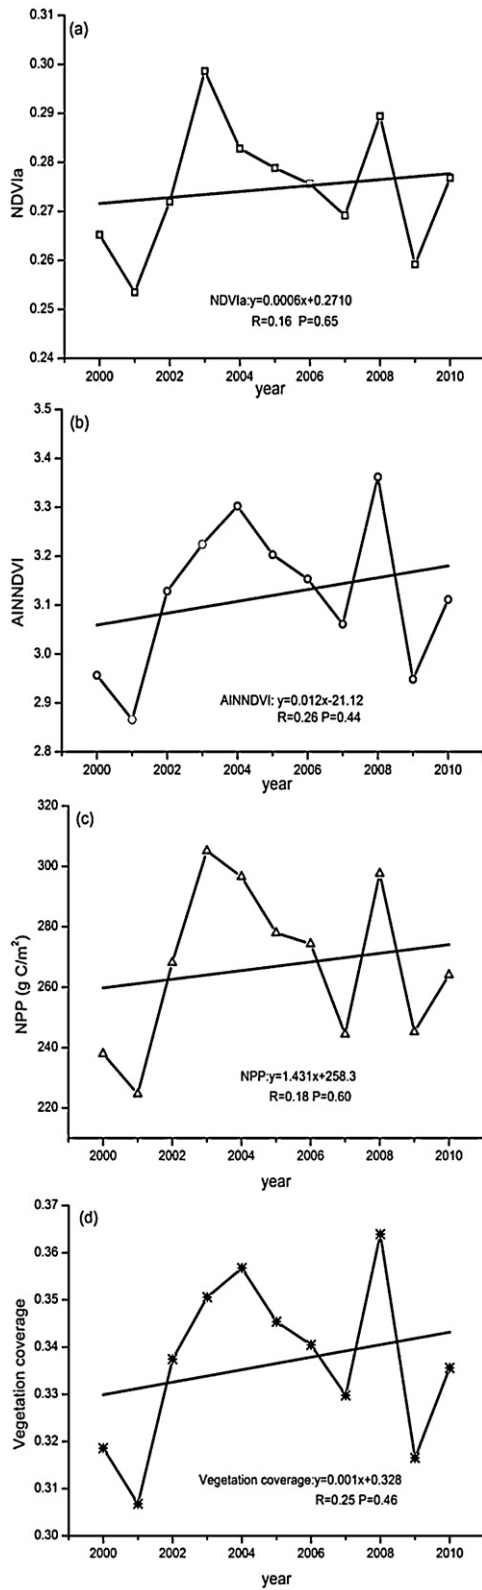 (a)
0.31
0.30
0.29
0.28
0.27
0.26
0.25
0.24
NDVIa
NDVIa:y=0.0006x+0.2710
R=0.16 P=0.65
2000 2002 2004 2006 2008 2010
year
(b)
3.5
3.4
3.3
3.2
3.1
3.0
2.9
2.8
AINNDVI
AINNDVI: y=0.012x-21.12
R=0.26 P=0.44
2000 2002 2004 2006 2008 2010
year
(c)
320
300
280
260
240
220
NPP (g C/m²)
NPP:y=1.431x+258.3
R=0.18 P=0.60
2000 2002 2004 2006 2008 2010
year
(d)
0.37
0.36
0.35
0.34
0.33
0.32
0.30
Vegetation coverage
Vegetation coverage:y=0.001x+0.328
R=0.25 P=0.46
2000 2002 2004 2006 2008 2010
year